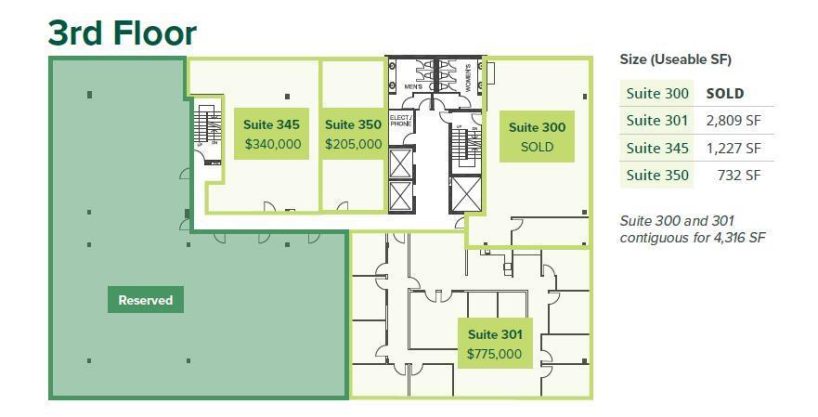 3rd Floor
Size (Useable SF)
Suite 300 SOLD
Suite 301 2,809 SF
Suite 345 1,227 SF
Suite 350 732 SF
Suite 300 and 301
contiguous for 4,316 SF
MEN'S
WOMEN'S
ELECT./
PHONE
Suite 345
$340,000
Suite 350
$205,000
Suite 300
SOLD
Reserved
Suite 301
$775,000